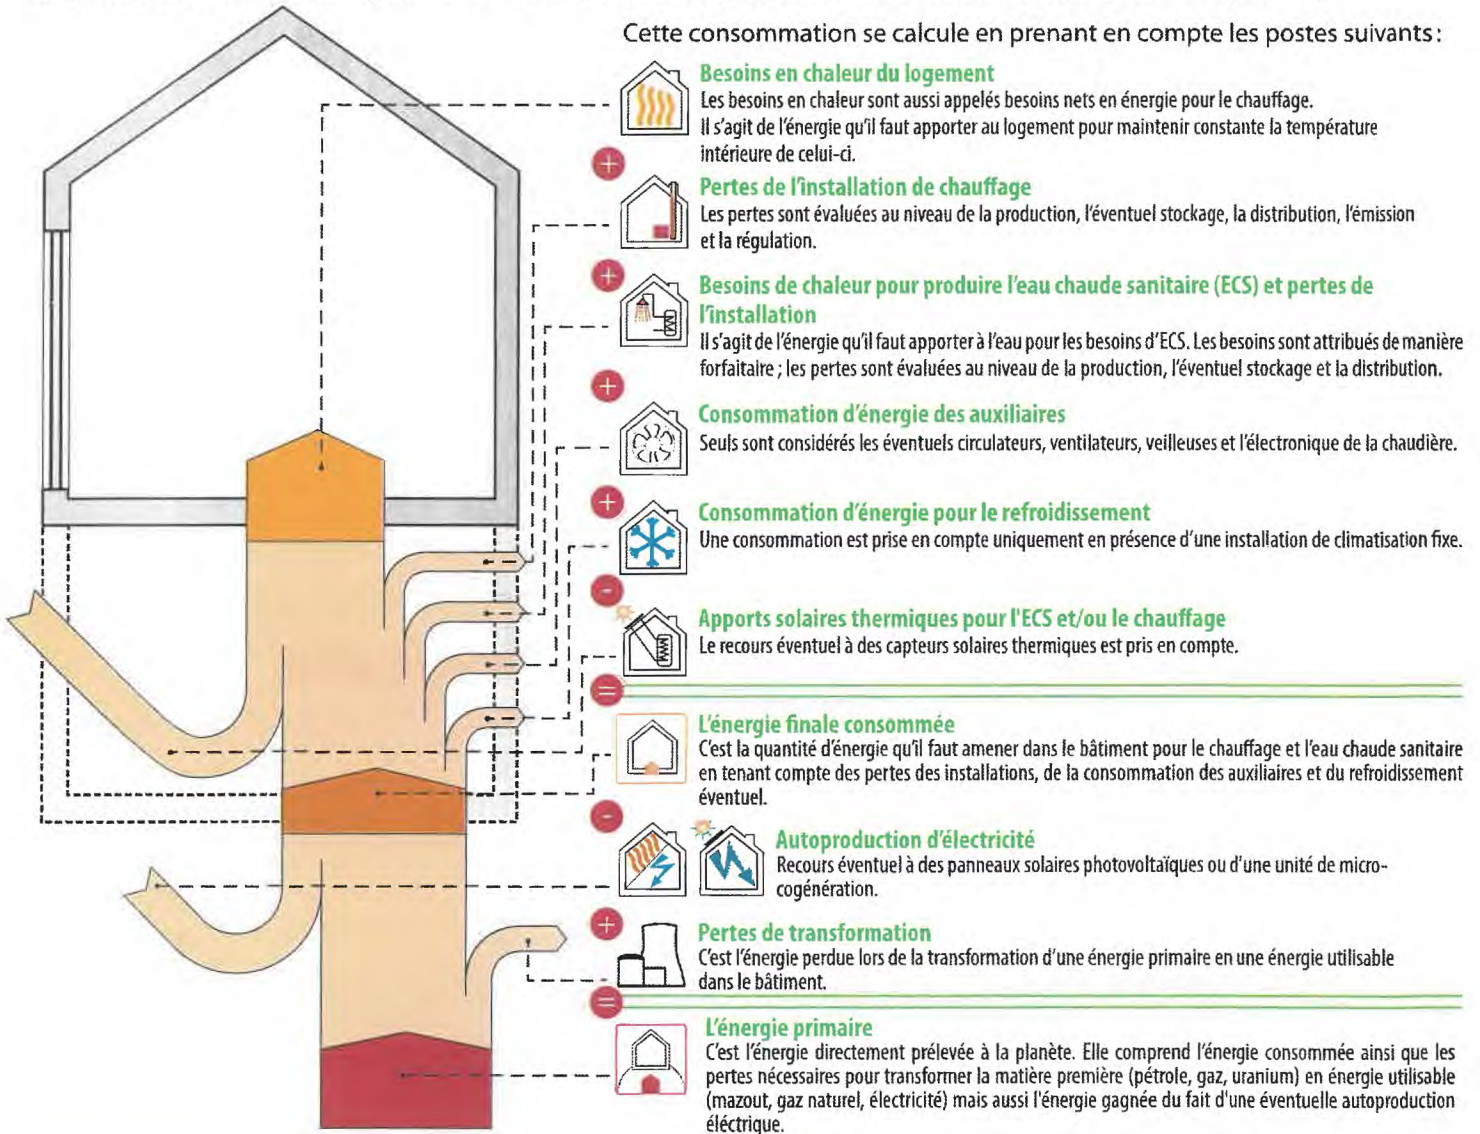 Cette consommation se calcule en prenant en compte les postes suivants:
Besoins en chaleur du logement
Les besoins en chaleur sont aussi appelés besoins nets en énergie pour le chauffage.
Il s'agit de l'énergie qu'il faut apporter au logement pour maintenir constante la température
intérieure de celui-ci.
+
Pertes de l'installation de chauffage
Les pertes sont évaluées au niveau de la production, l'éventuel stockage, la distribution, l'émission
et la régulation.
+
Besoins de chaleur pour produire l'eau chaude sanitaire (ECS) et pertes de
l'installation
Il s'agit de l'énergie qu'il faut apporter à l'eau pour les besoins d'ECS. Les besoins sont attribués de manière
forfaitaire ; les pertes sont évaluées au niveau de la production, l'éventuel stockage et la distribution.
+
Consommation d'énergie des auxiliaires
Seuls sont considérés les éventuels circulateurs, ventilateurs, veilleuses et l'électronique de la chaudière.
+
Consommation d'énergie pour le refroidissement
Une consommation est prise en compte uniquement en présence d'une installation de climatisation fixe.
-
Apports solaires thermiques pour l'ECS et/ou le chauffage
Le recours éventuel à des capteurs solaires thermiques est pris en compte.
=
L'énergie finale consommée
C'est la quantité d'énergie qu'il faut amener dans le bâtiment pour le chauffage et l'eau chaude sanitaire
en tenant compte des pertes des installations, de la consommation des auxiliaires et du refroidissement
éventuel.
-
Autoproduction d'électricité
Recours éventuel à des panneaux solaires photovoltaïques ou d'une unité de micro-
cogénération.
+
Pertes de transformation
C'est l'énergie perdue lors de la transformation d'une énergie primaire en une énergie utilisable
dans le bâtiment.
=
L'énergie primaire
C'est l'énergie directement prélevée à la planète. Elle comprend l'énergie consommée ainsi que les
pertes nécessaires pour transformer la matière première (pétrole, gaz, uranium) en énergie utilisable
(mazout, gaz naturel, électricité) mais aussi l'énergie gagnée du fait d'une éventuelle autoproduction
éléctrique.